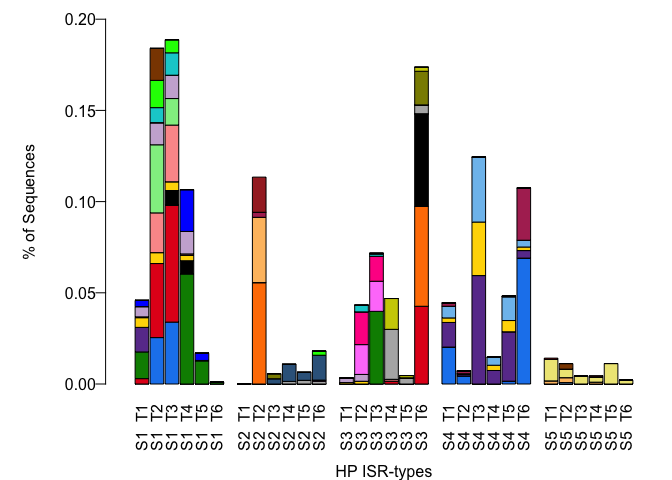 0.20
0.15
0.10
0.05
0.00
% of Sequences
S1 T1
S1 T2
S1 T3
S1 T4
S1 T5
S1 T6
S2 T1
S2 T2
S2 T3
S2 T4
S2 T5
S2 T6
S3 T1
S3 T2
S3 T3
S3 T4
S3 T5
S3 T6
S4 T1
S4 T2
S4 T3
S4 T4
S4 T5
S4 T6
S5 T1
S5 T2
S5 T3
S5 T4
S5 T5
S5 T6
HP ISR-types